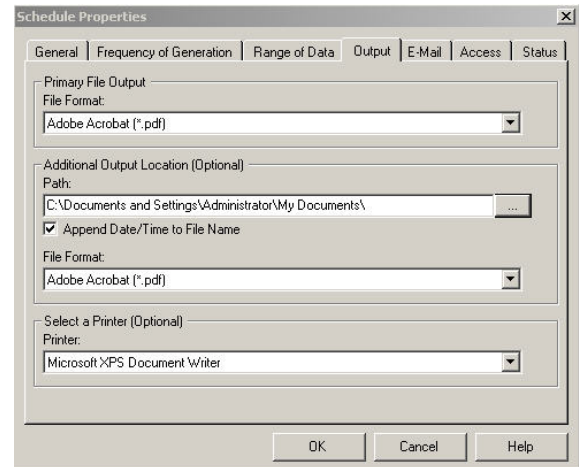 Schedule Properties
General Frequency of Generation Range of Data Output E-Mail Access Status
Primary File Output
File Format:
Adobe Acrobat (*.pdf)
Additional Output Location (Optional)
Path:
C:\Documents and Settings\Administrator\My Documents\
...
Append Date/Time to File Name
File Format:
Adobe Acrobat (*.pdf)
Select a Printer (Optional)
Printer:
Microsoft XPS Document Writer
OK Cancel Help